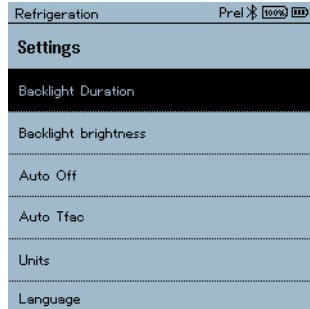 Refrigeration Prel 100%
Settings
Backlight Duration
Backlight brightness
Auto Off
Auto Tfac
Units
Language